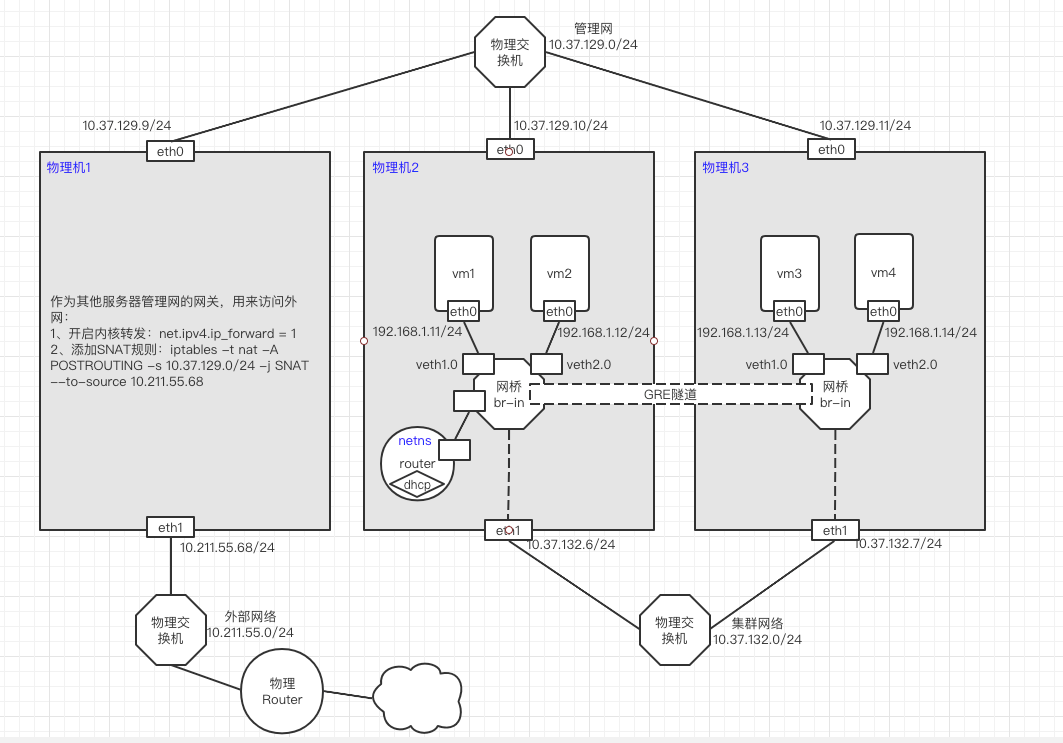 物理交
换机
管理网
10.37.129.0/24
10.37.129.9/24
10.37.129.10/24
10.37.129.11/24
eth0
eth0
eth0
物理机1
物理机2
物理机3
作为其他服务器管理网的网关，用来访问外
网：
1、开启内核转发：net.ipv4.ip_forward = 1
2、添加SNAT规则：iptables -t nat -A
POSTROUTING -s 10.37.129.0/24 -j SNAT
--to-source 10.211.55.68
vm1
vm2
vm3
vm4
eth0
eth0
eth0
eth0
192.168.1.11/24
192.168.1.12/24
192.168.1.13/24
192.168.1.14/24
veth1.0
veth2.0
veth1.0
veth2.0
网桥
br-in
GRE隧道
网桥
br-in
netns
router
dhcp
eth1
10.211.55.68/24
eth1
10.37.132.6/24
eth1
10.37.132.7/24
物理交
换机
外部网络
10.211.55.0/24
物理交
换机
集群网络
10.37.132.0/24
物理
Router